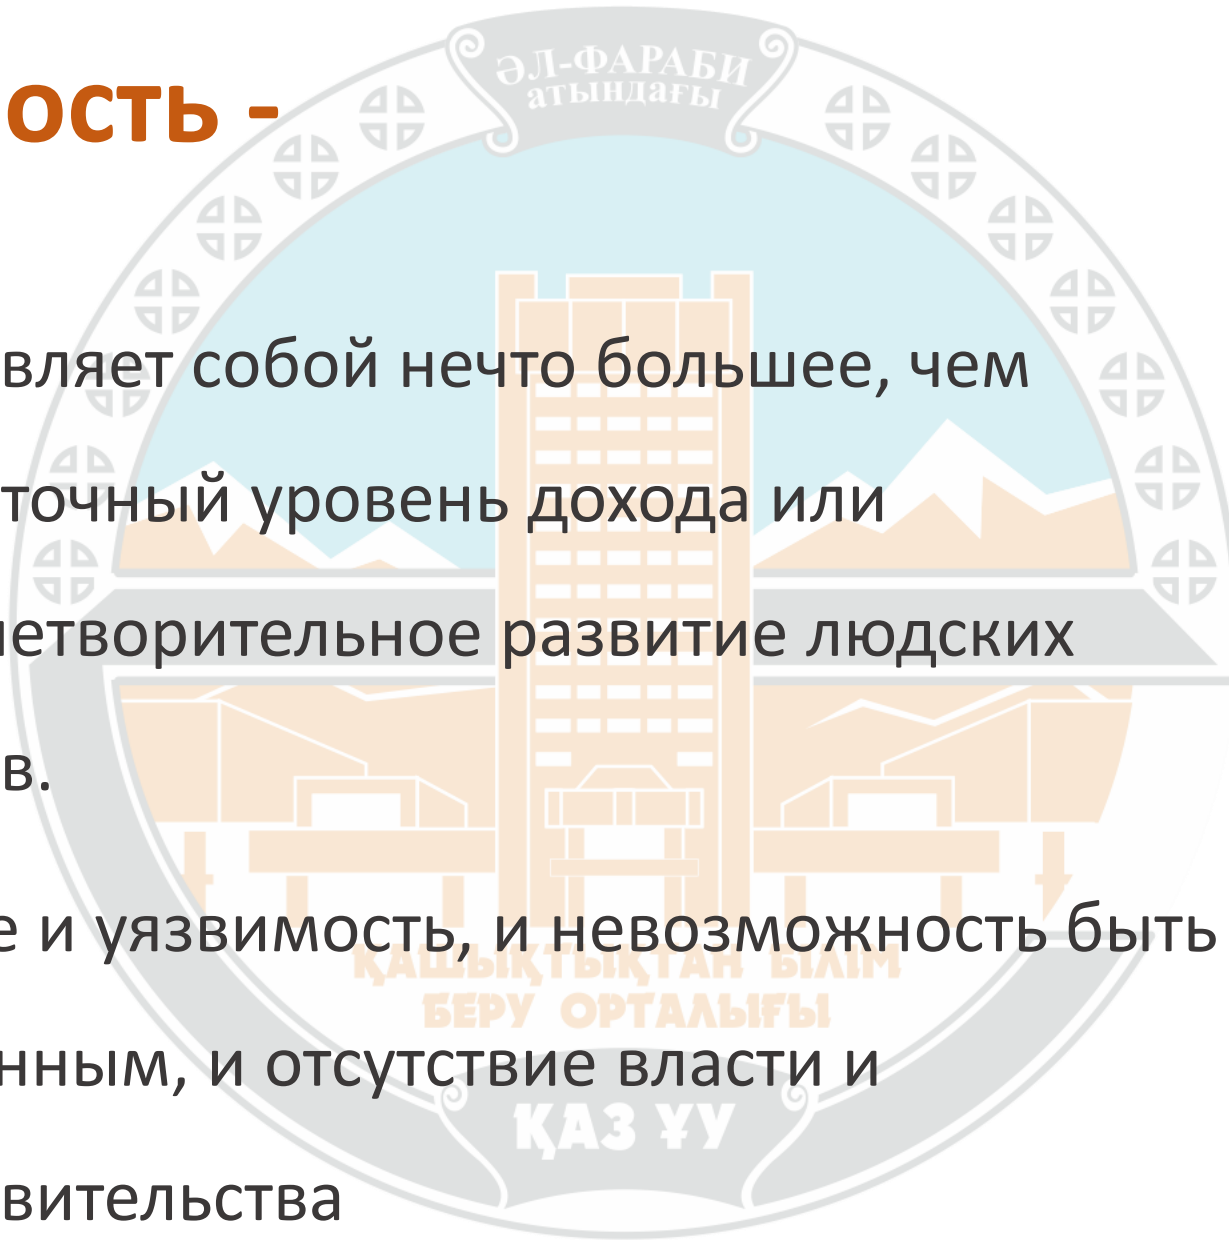 ӘЛ-ФАРАБИ
атындағы
ость -
вляет собой нечто большее, чем
точный уровень дохода или
летворительное развитие людских
в.
е и уязвимость, и невозможность быть
ҚАШЫҚТЫҚТАН БІЛІМ
БЕРУ ОРТАЛЫҒЫ
нным, и отсутствие власти и
ҚАЗ ҰУ
вительства